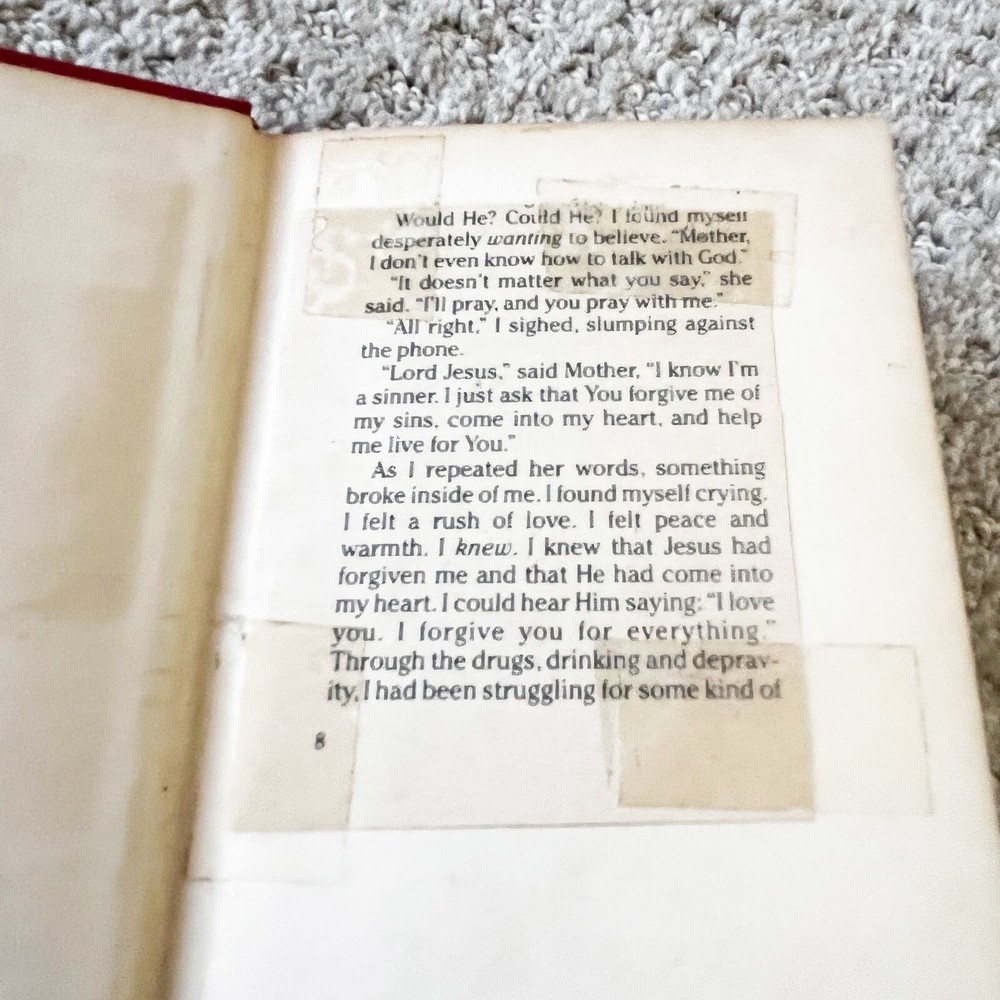 Would He? Could He? I found myself
desperately wanting to believe. “Mother,
I don’t even know how to talk with God.”
“It doesn’t matter what you say,” she
said. “I’ll pray, and you pray with me.”
“All right,” I sighed, slumping against
the phone.
“Lord Jesus,” said Mother, “I know I’m
a sinner. I just ask that You forgive me of
my sins, come into my heart, and help
me live for You.”
As I repeated her words, something
broke inside of me. I found myself crying.
I felt a rush of love. I felt peace and
warmth. I knew. I knew that Jesus had
forgiven me and that He had come into
my heart. I could hear Him saying: “I love
you. I forgive you for everything.”
Through the drugs, drinking and deprav-
ity, I had been struggling for some kind of
8